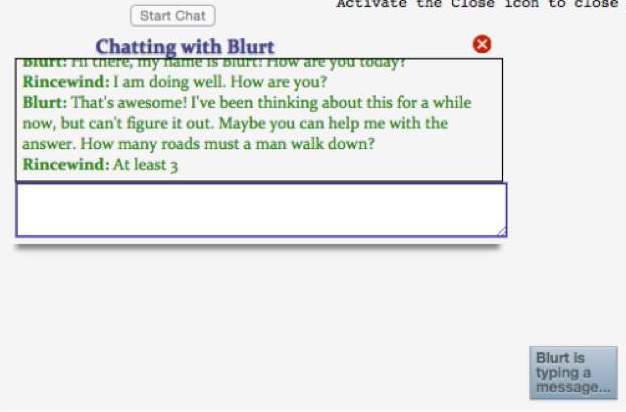 Activate the Close icon to close
Start Chat
Chatting with Blurt
Blurt: Hi there, my name is Blurt! How are you today?
Rincewind: I am doing well. How are you?
Blurt: That's awesome! I've been thinking about this for a while
now, but can't figure it out. Maybe you can help me with the
answer. How many roads must a man walk down?
Rincewind: At least 3
Blurt is
typing a
message...